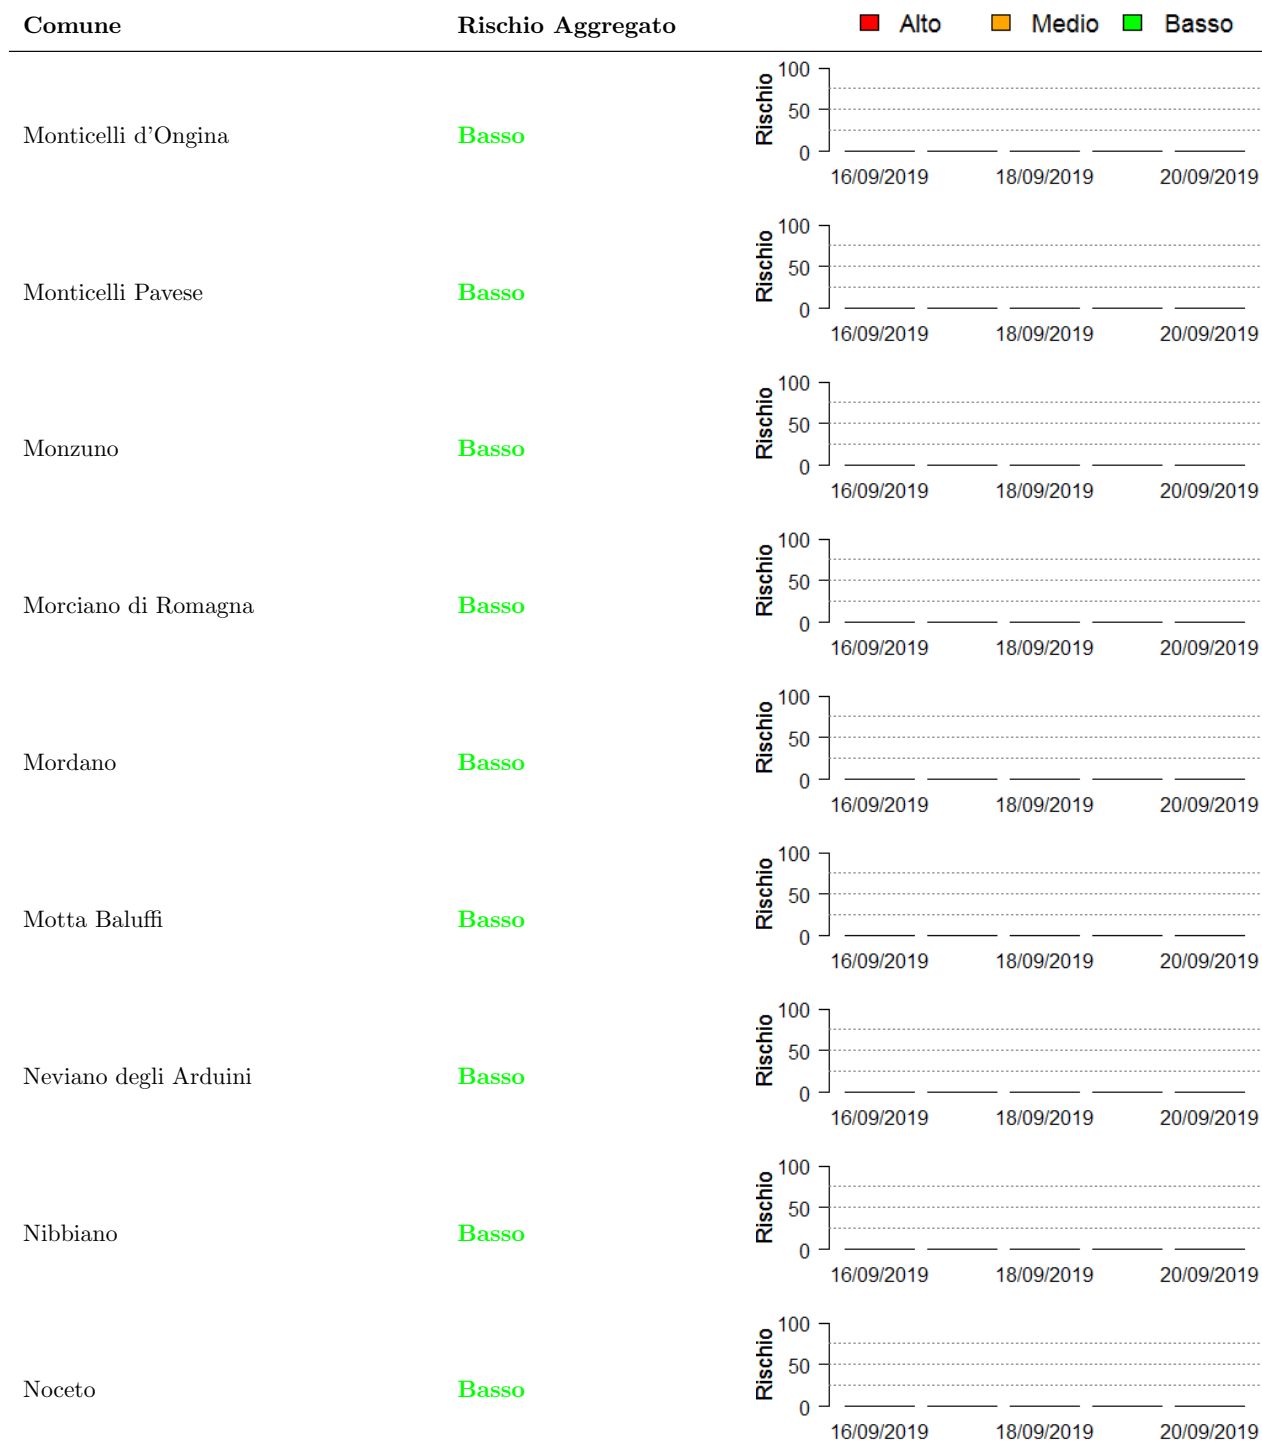 Comune Rischio Aggregato Alto Medio Basso
100
50
0
Rischio
Monticelli d'Ongina Basso
16/09/2019 18/09/2019 20/09/2019
100
50
0
Rischio
Monticelli Pavese Basso
16/09/2019 18/09/2019 20/09/2019
100
50
0
Rischio
Monzuno Basso
16/09/2019 18/09/2019 20/09/2019
100
50
0
Rischio
Morciano di Romagna Basso
16/09/2019 18/09/2019 20/09/2019
100
50
0
Rischio
Mordano Basso
16/09/2019 18/09/2019 20/09/2019
100
50
0
Rischio
Motta Baluffi Basso
16/09/2019 18/09/2019 20/09/2019
100
50
0
Rischio
Neviano degli Arduini Basso
16/09/2019 18/09/2019 20/09/2019
100
50
0
Rischio
Nibbiano Basso
16/09/2019 18/09/2019 20/09/2019
100
50
0
Rischio
Noceto Basso
16/09/2019 18/09/2019 20/09/2019